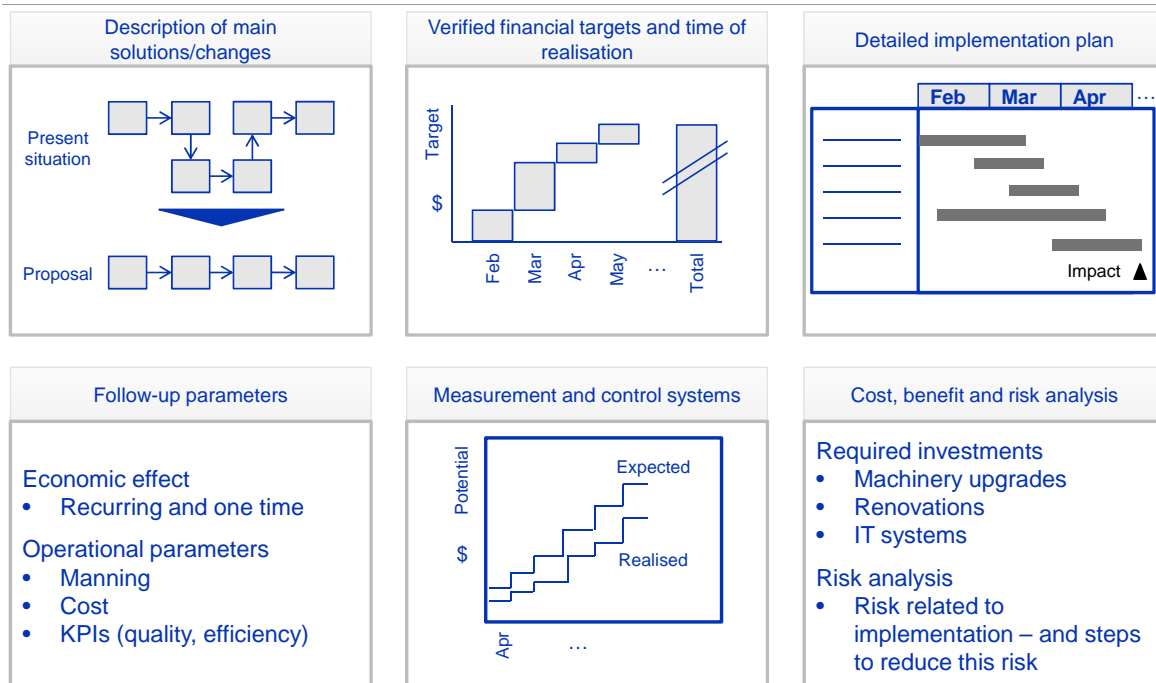 Description of main
solutions/changes
Present
situation
Proposal
Verified financial targets and time of
realisation
Target
$
Feb
Mar
Apr
May
...
Total
Detailed implementation plan
Feb Mar Apr ...
Impact
Follow-up parameters
Economic effect
• Recurring and one time
Operational parameters
• Manning
• Cost
• KPIs (quality, efficiency)
Measurement and control systems
Potential
$
Expected
Realised
Apr
...
Cost, benefit and risk analysis
Required investments
• Machinery upgrades
• Renovations
• IT systems
Risk analysis
• Risk related to
implementation – and steps
to reduce this risk